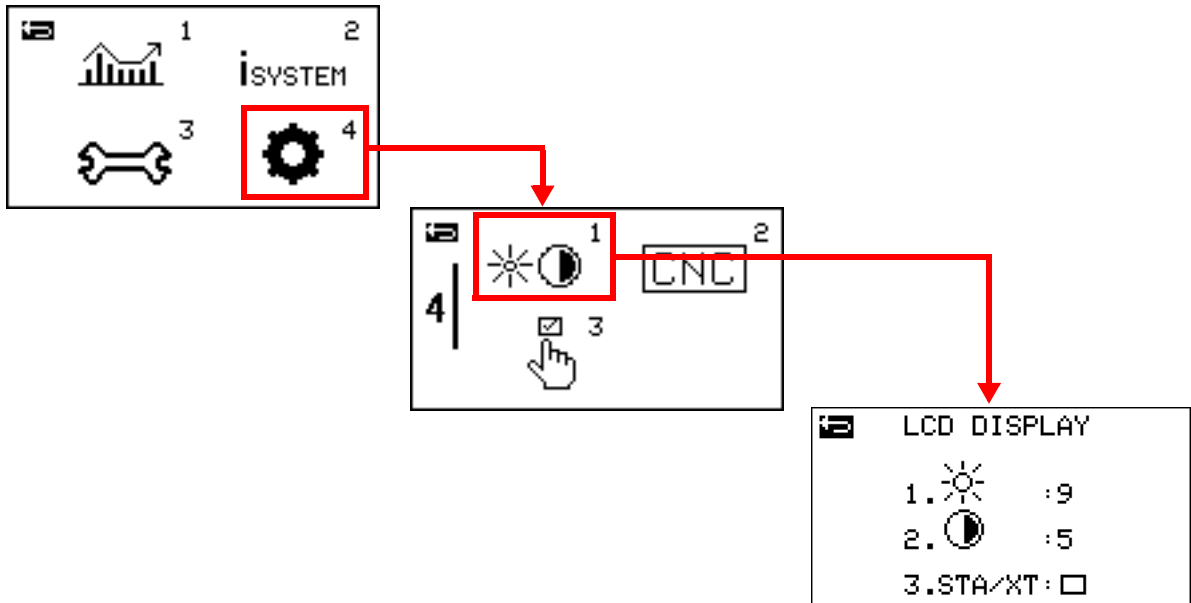 1 2
iSYSTEM
3 4
1 2
CNC
4
3
LCD DISPLAY
1. :9
2. :5
3.STA/XT: